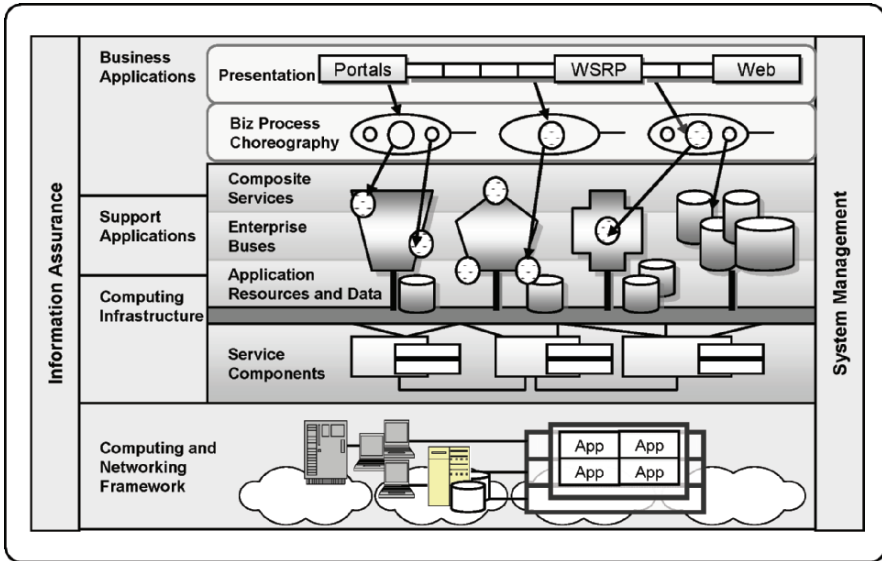 Information Assurance
Business
Applications
Support
Applications
Computing
Infrastructure
Presentation
Portals
WSRP
Web
Biz Process
Choreography
Composite
Services
Enterprise
Buses
Application
Resources and Data
Service
Components
Computing and
Networking
Framework
App
App
App
App
System Management